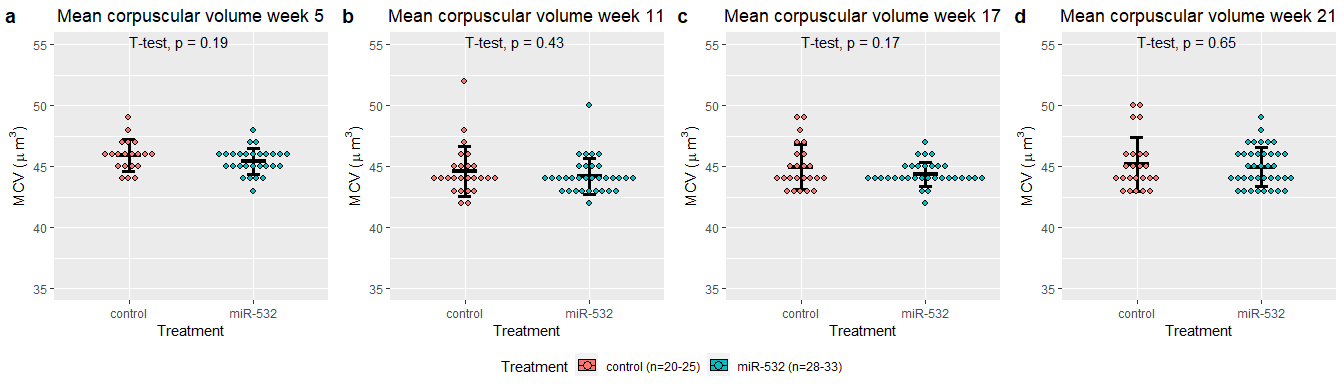 a Mean corpuscular volume week 5
T-test, p = 0.19
55
50
45
40
35
MCV (μ m³)
control miR-532
Treatment
b Mean corpuscular volume week 11
T-test, p = 0.43
55
50
45
40
35
MCV (μ m³)
control miR-532
Treatment
c Mean corpuscular volume week 17
T-test, p = 0.17
55
50
45
40
35
MCV (μ m³)
control miR-532
Treatment
d Mean corpuscular volume week 21
T-test, p = 0.65
55
50
45
40
35
MCV (μ m³)
control miR-532
Treatment
Treatment control (n=20-25) miR-532 (n=28-33)